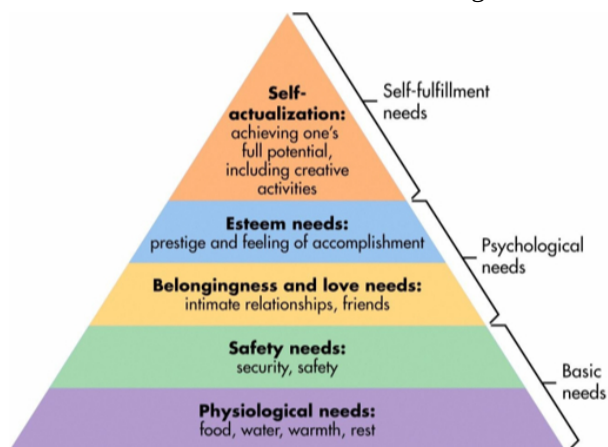 Self-
actualization:
achieving one's
full potential,
including creative
activities
Self-fulfillment
needs
Esteem needs:
prestige and feeling of accomplishment
Psychological
needs
Belongingness and love needs:
intimate relationships, friends
Safety needs:
security, safety
Basic
needs
Physiological needs:
food, water, warmth, rest